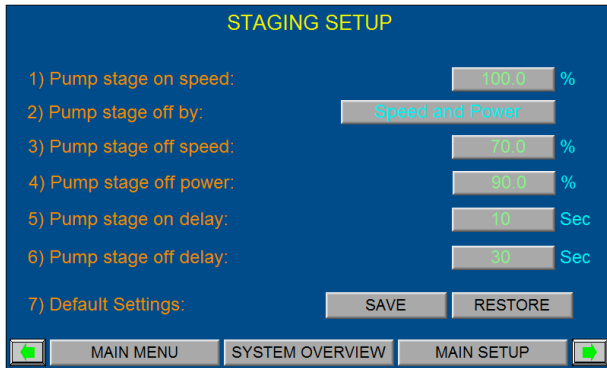 STAGING SETUP
1) Pump stage on speed: 100.0 %
2) Pump stage off by: Speed and Power
3) Pump stage off speed: 70.0 %
4) Pump stage off power: 90.0 %
5) Pump stage on delay: 10 Sec
6) Pump stage off delay: 30 Sec
7) Default Settings: SAVE RESTORE
MAIN MENU SYSTEM OVERVIEW MAIN SETUP